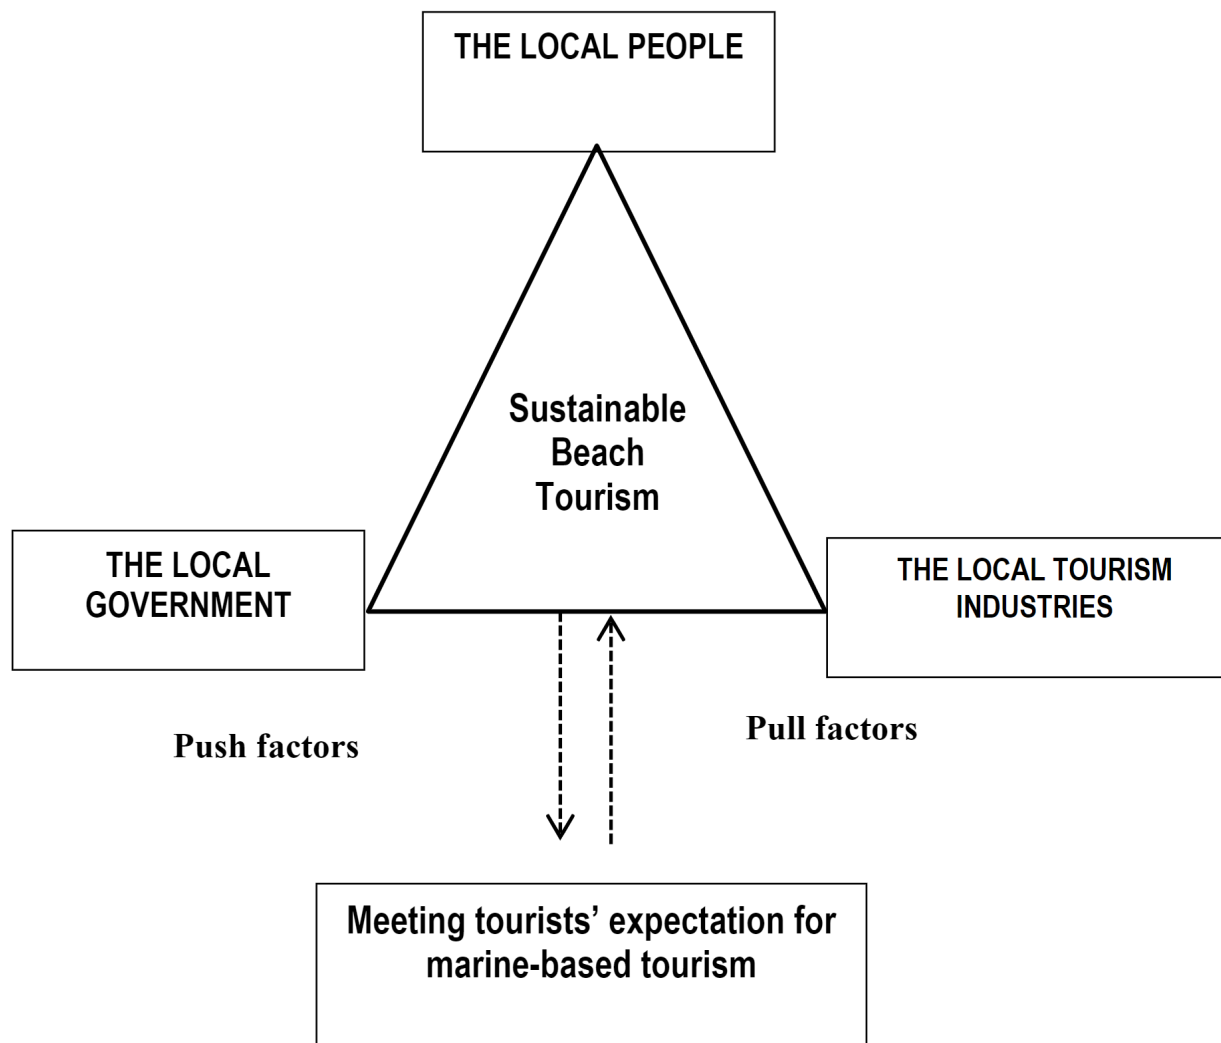 THE LOCAL PEOPLE
Sustainable
Beach
Tourism
THE LOCAL
GOVERNMENT
THE LOCAL TOURISM
INDUSTRIES
Push factors
Pull factors
Meeting tourists’ expectation for
marine-based tourism